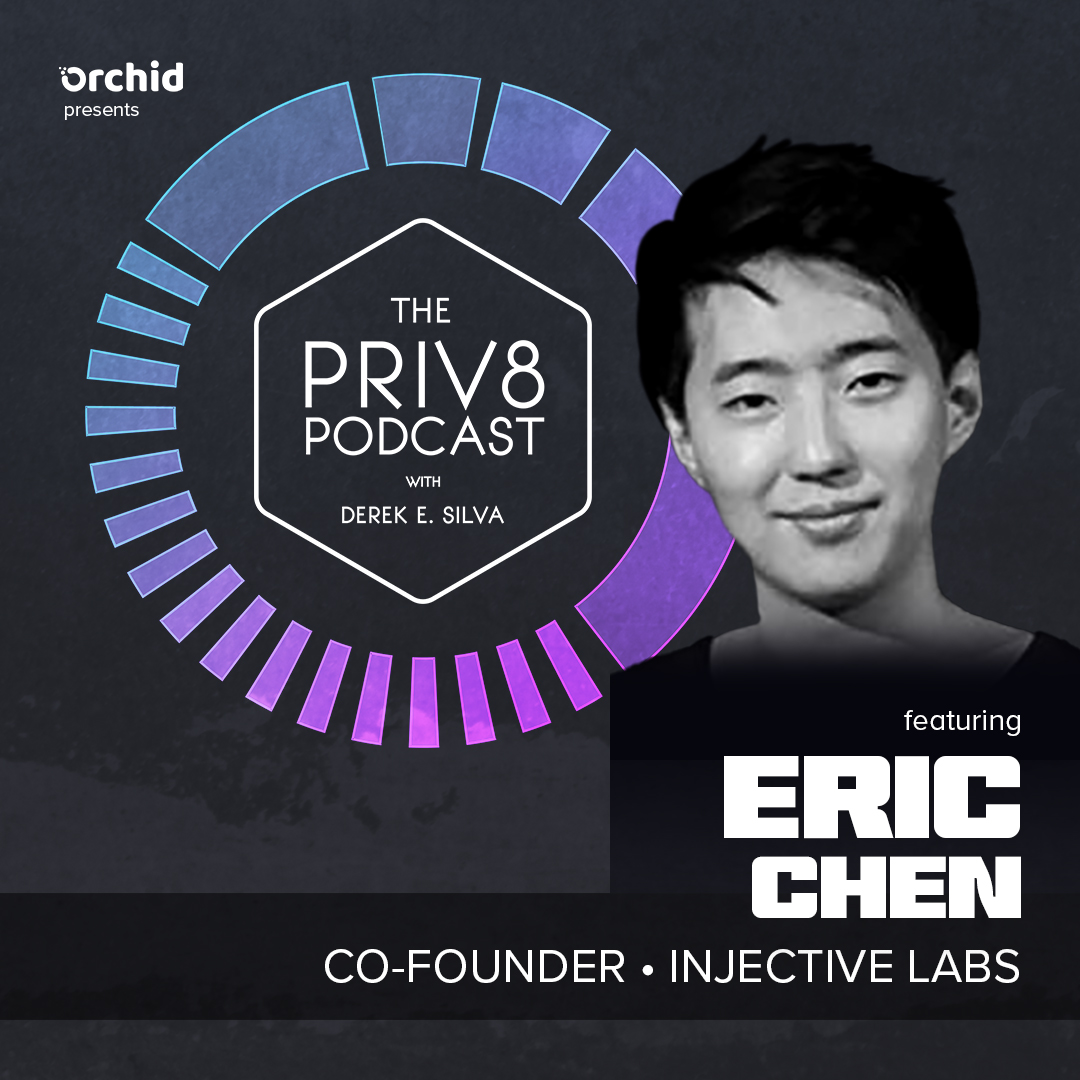 Orchid
presents
THE
PRIV8
PODCAST
WITH
DEREK E. SILVA
featuring
ERIC
CHEN
CO-FOUNDER • INJECTIVE LABS